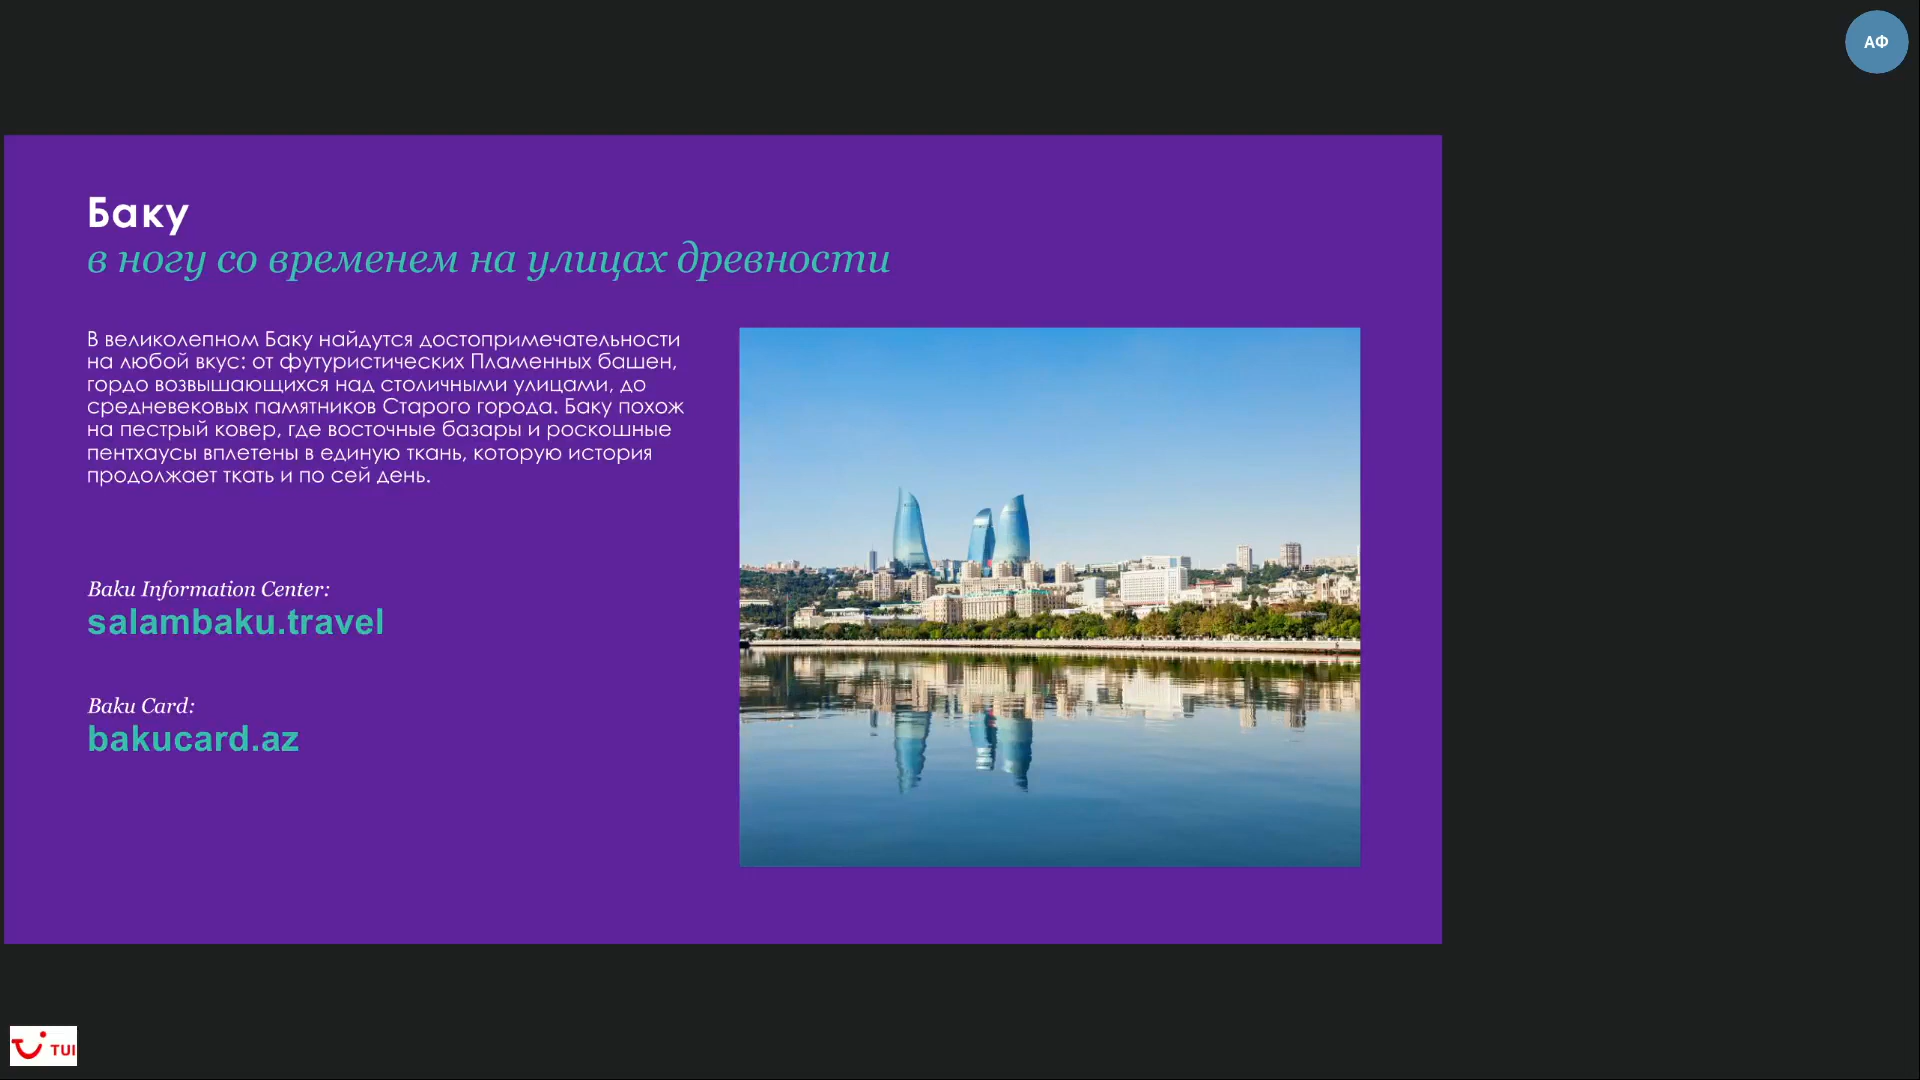 АФ
Баку
в ногу со временем на улицах древности
В великолепном Баку найдутся достопримечательности
на любой вкус: от футуристических Пламенных башен,
гордо возвышающихся над столичными улицами, до
средневековых памятников Старого города. Баку похож
на пестрый ковер, где восточные базары и роскошные
пентхаусы вплетены в единую ткань, которую история
продолжает ткать и по сей день.
Baku Information Center:
salambaku.travel
Baku Card:
bakucard.az
TUI